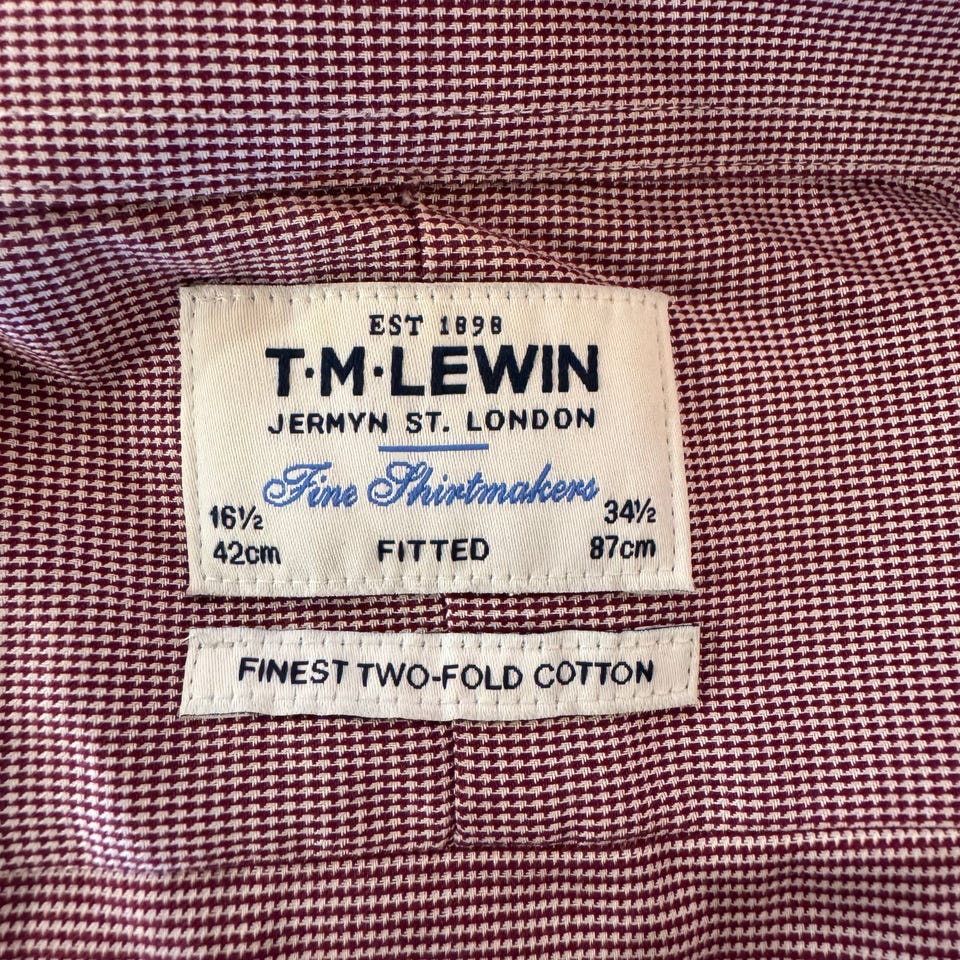 EST 1898
T·M·LEWIN
JERMYN ST. LONDON
Fine Shirtmakers
16½ 34½
42cm FITTED 87cm
FINEST TWO-FOLD COTTON